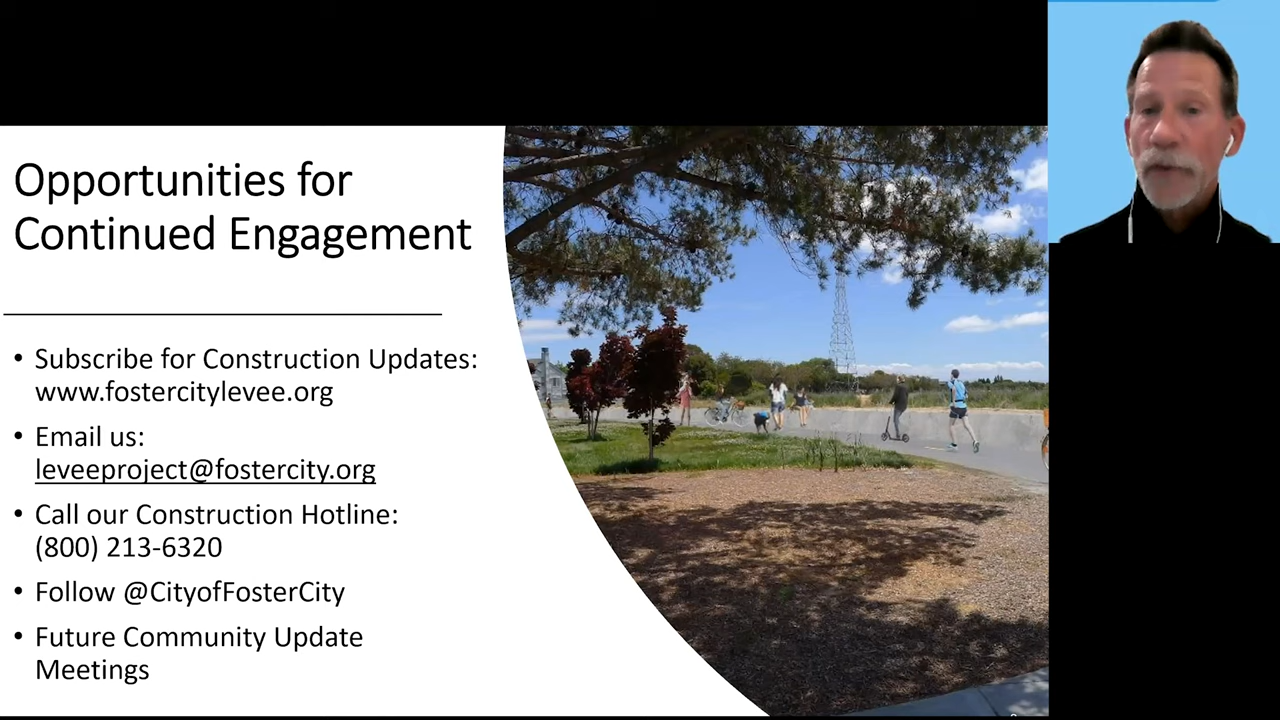 Opportunities for
Continued Engagement
• Subscribe for Construction Updates:
www.fostercitylevee.org
• Email us:
leveeproject@fostercity.org
• Call our Construction Hotline:
(800) 213-6320
• Follow @CityofFosterCity
• Future Community Update
Meetings